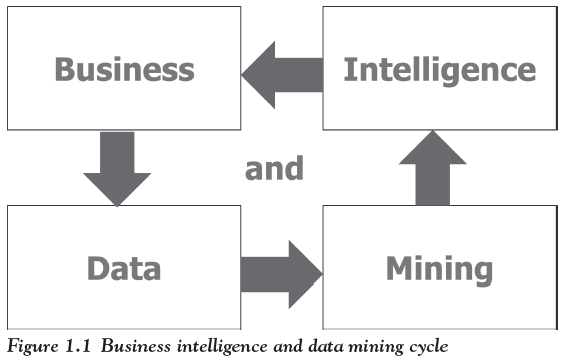 Business
Intelligence
and
Data
Mining
Figure 1.1 Business intelligence and data mining cycle